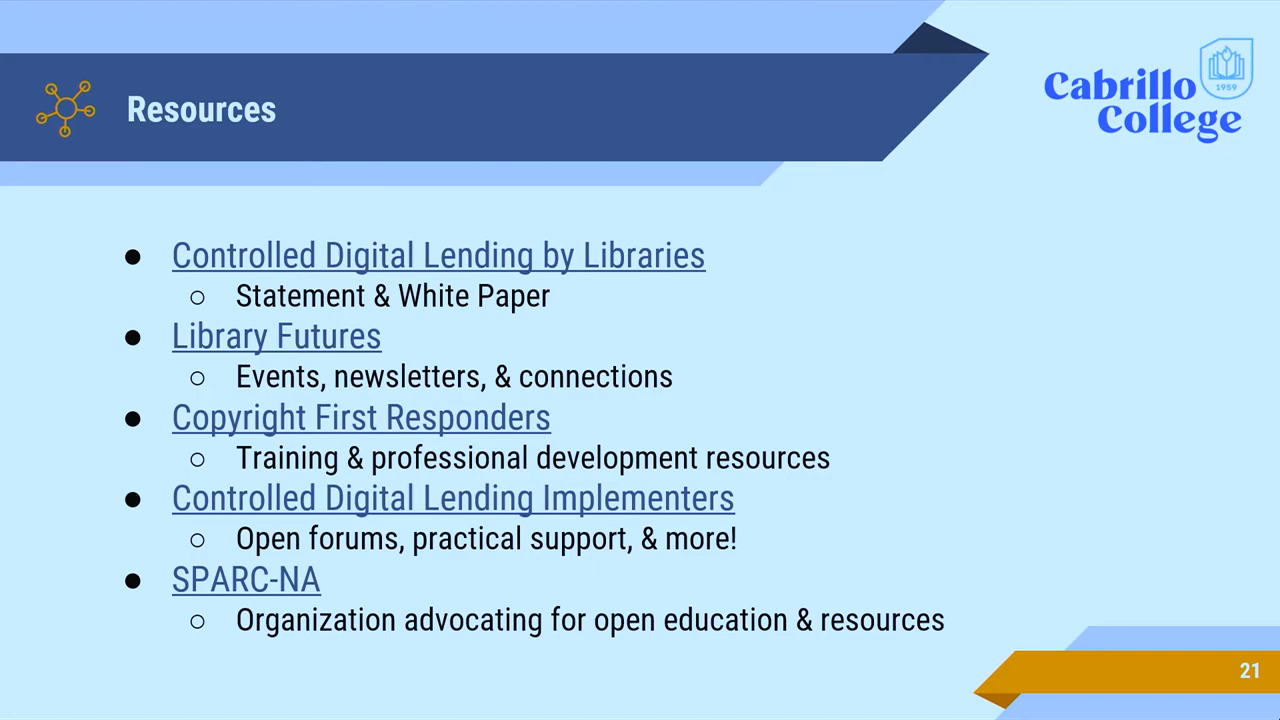 Resources
Cabrillo
College
1959
● Controlled Digital Lending by Libraries
○ Statement & White Paper
● Library Futures
○ Events, newsletters, & connections
● Copyright First Responders
○ Training & professional development resources
● Controlled Digital Lending Implementers
○ Open forums, practical support, & more!
● SPARC-NA
○ Organization advocating for open education & resources
21